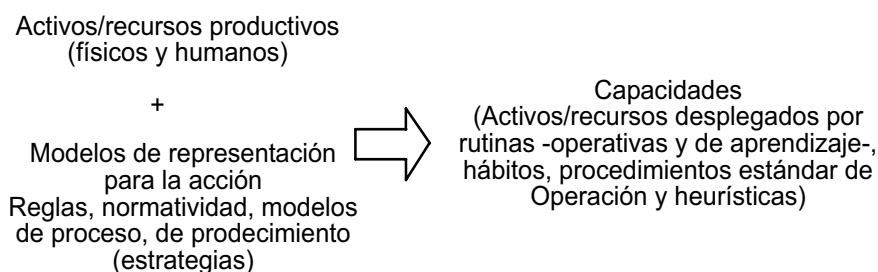 Activos/recursos productivos
(físicos y humanos)
+
Modelos de representación
para la acción
Reglas, normatividad, modelos
de proceso, de prodecimiento
(estrategias)
Capacidades
(Activos/recursos desplegados por
rutinas -operativas y de aprendizaje-,
hábitos, procedimientos estándar de
Operación y heurísticas)